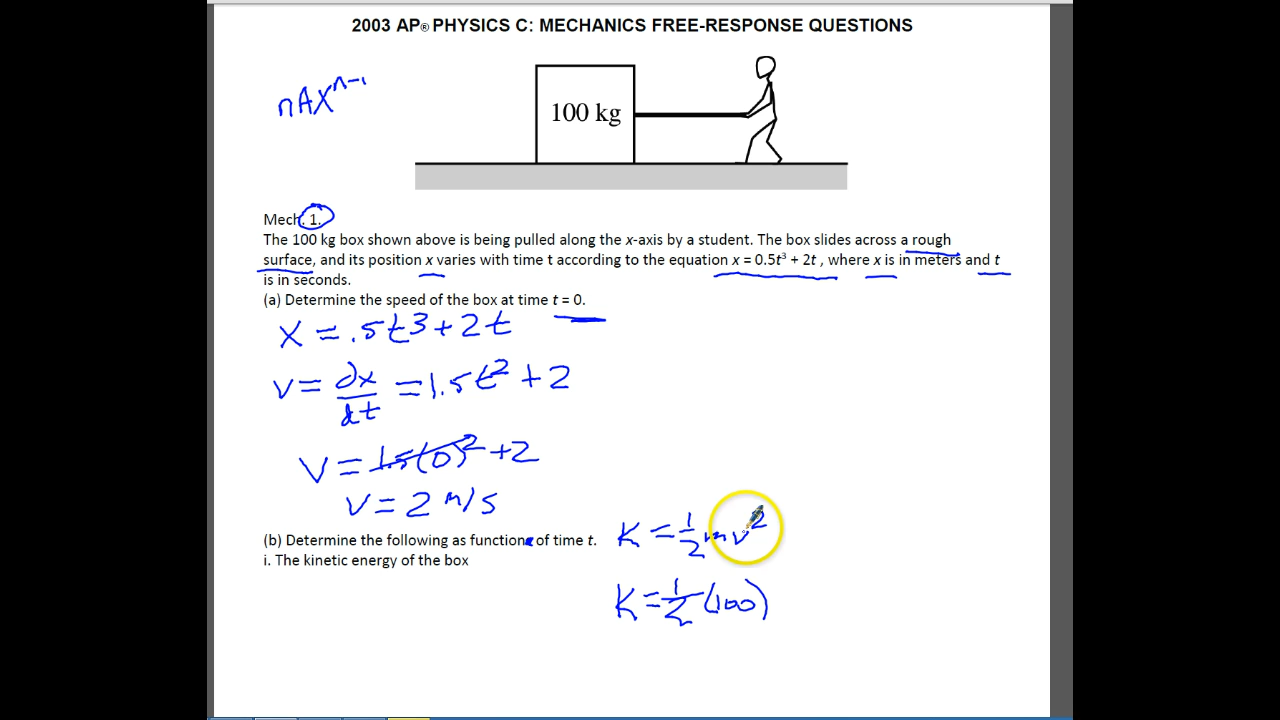 2003 AP® PHYSICS C: MECHANICS FREE-RESPONSE QUESTIONS
nAx^n-1
100 kg
Mech. 1.
The 100 kg box shown above is being pulled along the x-axis by a student. The box slides across a rough
surface, and its position x varies with time t according to the equation x = 0.5t³ + 2t , where x is in meters and t
is in seconds.
(a) Determine the speed of the box at time t = 0.
x = .5t³ + 2t
v = ∂x/dt = 1.5t² + 2
v = 1.5(0)² + 2
v = 2 m/s
(b) Determine the following as functions of time t.
K = 1/2 mv²
i. The kinetic energy of the box
K = 1/2 (100)